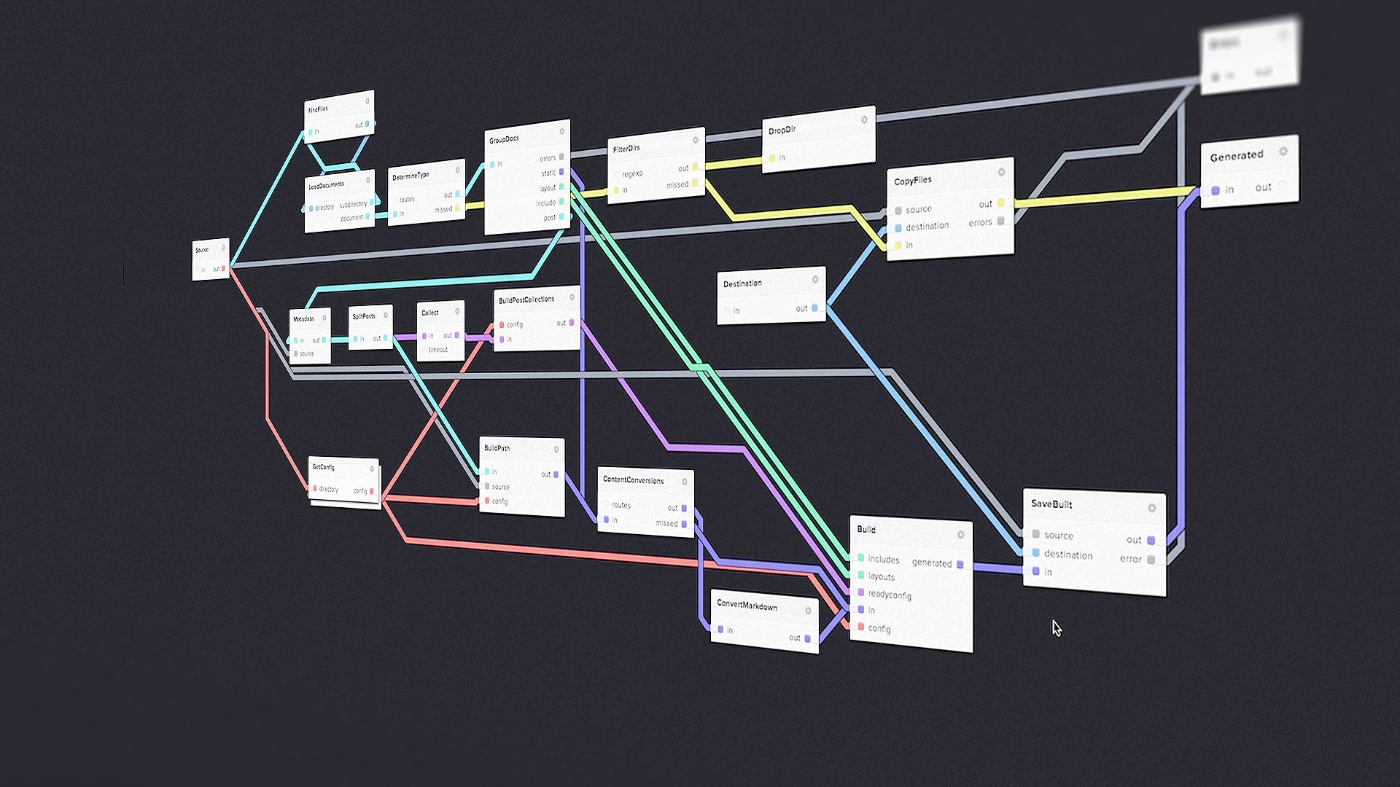 FindFiles
in out
LoadDocuments
directory subdirectory
document
DetermineType
routes out
in missed
GroupDocs
in errors
static
layout
include
post
FilterDirs
regexp out
in missed
DropDir
in
CopyFiles
source out
destination errors
in
Generated
in out
Source
in out
Destination
in out
Metadata
in out
source
SplitPosts
in out
Collect
in out
timeout
BuildPostCollections
config out
in
GetConfig
directory config
BuildPath
in out
source
config
ContentConversions
routes out
in missed
ConvertMarkdown
in out
Build
includes generated
layouts
readyconfig
in
config
SaveBuilt
source out
destination error
in